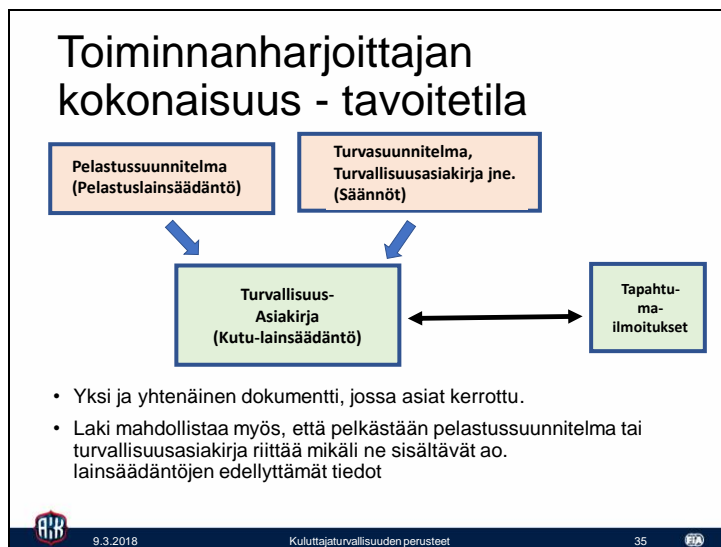 Toiminnanharjoittajan
kokonaisuus - tavoitetila
Pelastussuunnitelma
(Pelastuslainsäädäntö)
Turvasuunnitelma,
Turvallisuusasiakirja jne.
(Säännöt)
Turvallisuus-
Asiakirja
(Kutu-lainsäädäntö)
Tapahtu-
ma-
ilmoitukset
• Yksi ja yhtenäinen dokumentti, jossa asiat kerrottu.
• Laki mahdollistaa myös, että pelkästään pelastussuunnitelma tai
turvallisuusasiakirja riittää mikäli ne sisältävät ao.
lainsäädäntöjen edellyttämät tiedot
AKK
9.3.2018
Kuluttajaturvallisuuden perusteet
35
FIA